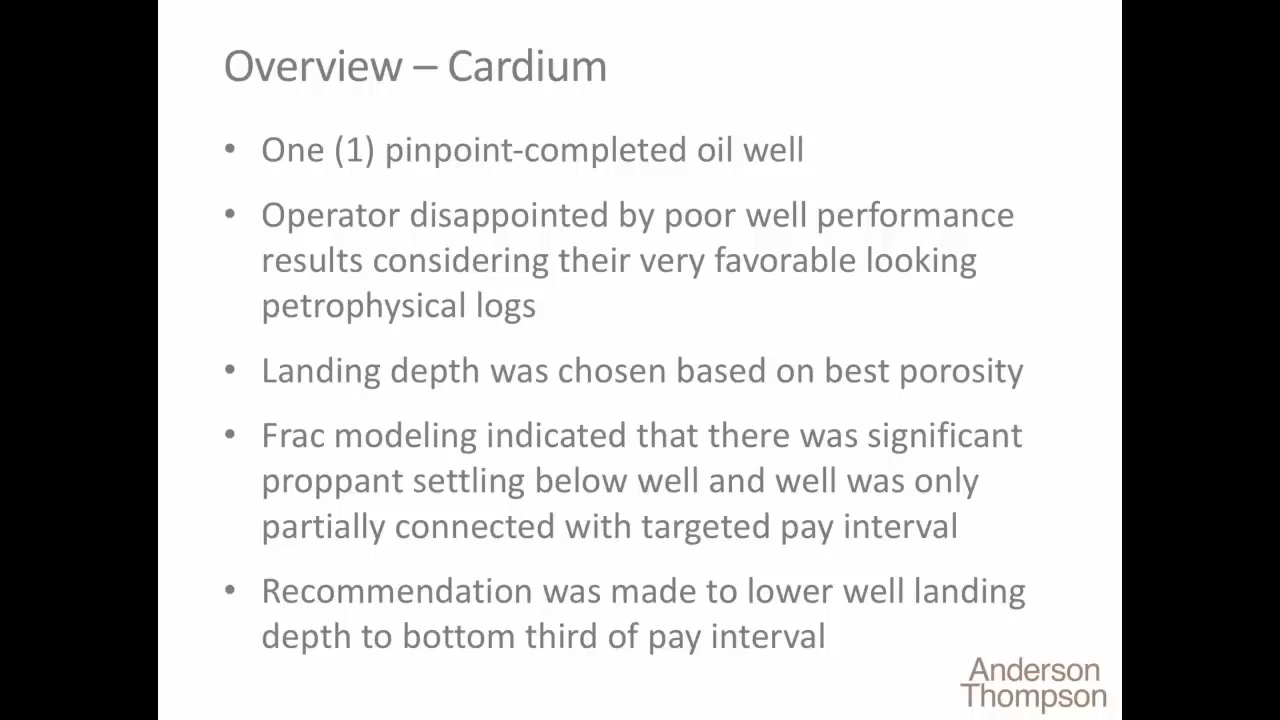 Overview – Cardium
• One (1) pinpoint-completed oil well
• Operator disappointed by poor well performance
results considering their very favorable looking
petrophysical logs
• Landing depth was chosen based on best porosity
• Frac modeling indicated that there was significant
proppant settling below well and well was only
partially connected with targeted pay interval
• Recommendation was made to lower well landing
depth to bottom third of pay interval
Anderson
Thompson